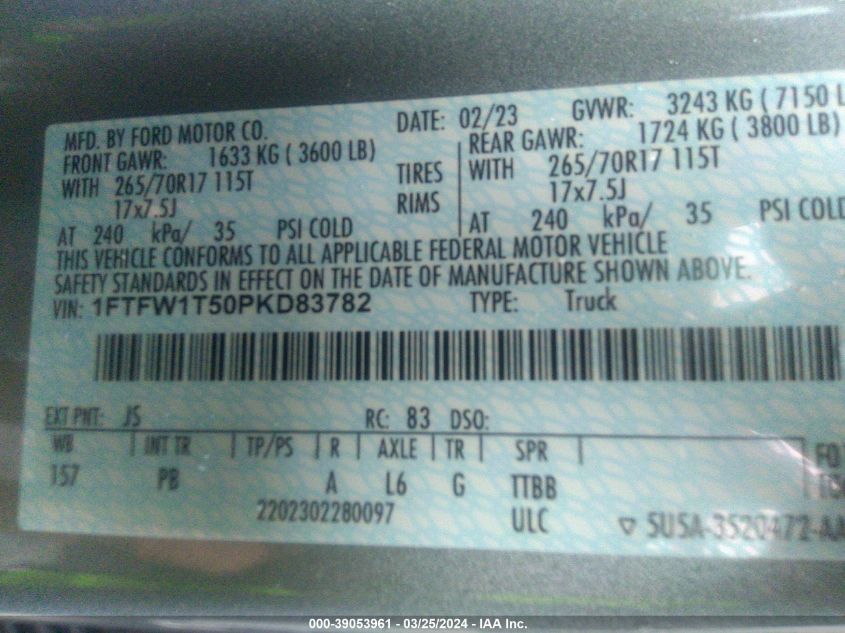 MFD. BY FORD MOTOR CO. DATE: 02/23 GVWR: 3243 KG ( 7150 L
FRONT GAWR: 1633 KG ( 3600 LB) REAR GAWR: 1724 KG ( 3800 LB)
WITH 265/70R17 115T TIRES WITH 265/70R17 115T
17x7.5J RIMS 17x7.5J
AT 240 kPa/ 35 PSI COLD AT 240 kPa/ 35 PSI COLD
THIS VEHICLE CONFORMS TO ALL APPLICABLE FEDERAL MOTOR VEHICLE
SAFETY STANDARDS IN EFFECT ON THE DATE OF MANUFACTURE SHOWN ABOVE.
VIN: 1FTFW1T50PKD83782 TYPE: Truck
EXT PNT: JS RC: 83 DSO:
WB INT TR TP/PS R AXLE TR SPR
157 PB A L6 G TTBB
2202302280097 ULC ▽ 5U5A-3520472-AA
000-39053961 - 03/25/2024 - IAA Inc.